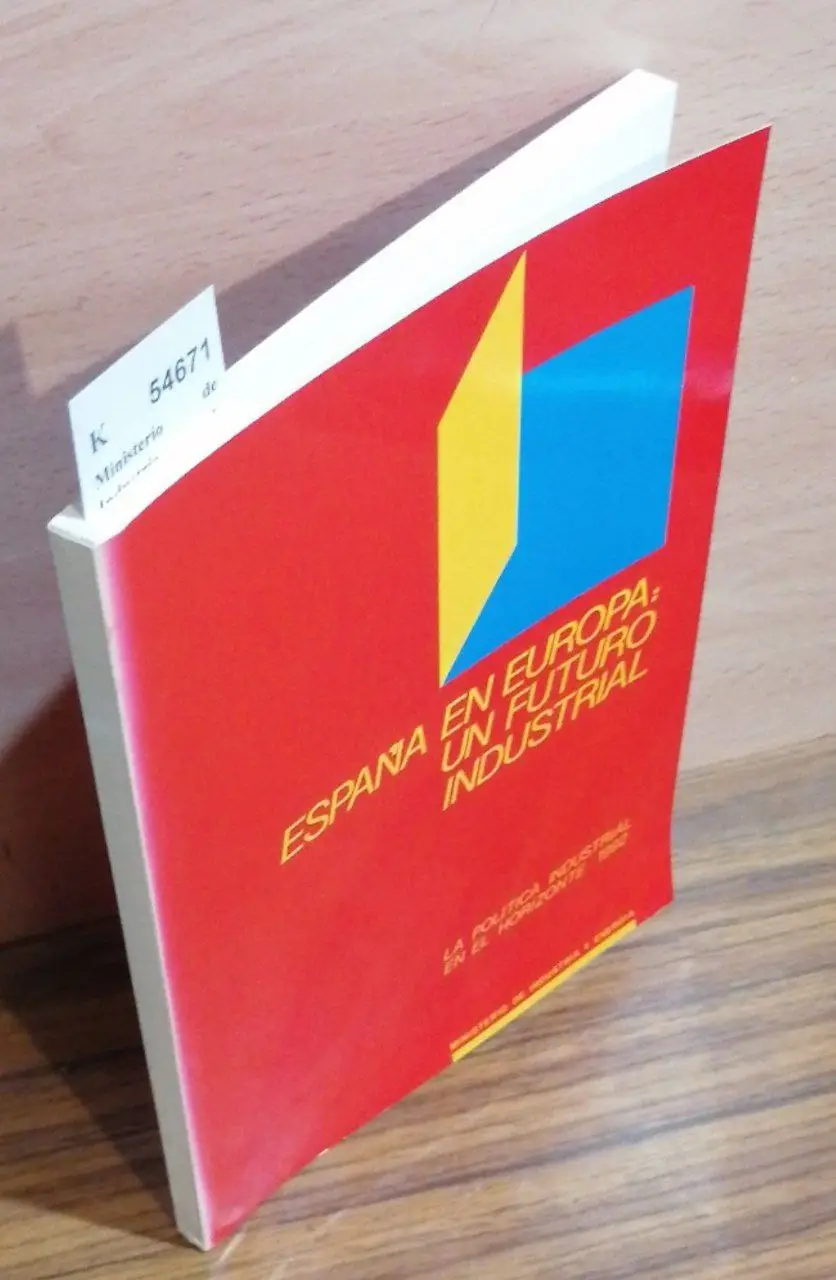 54671
K
Ministerio de
Industria
ESPAÑA EN EUROPA:
UN FUTURO
INDUSTRIAL
LA POLITICA INDUSTRIAL
EN EL HORIZONTE 1992
MINISTERIO DE INDUSTRIA Y ENERGIA